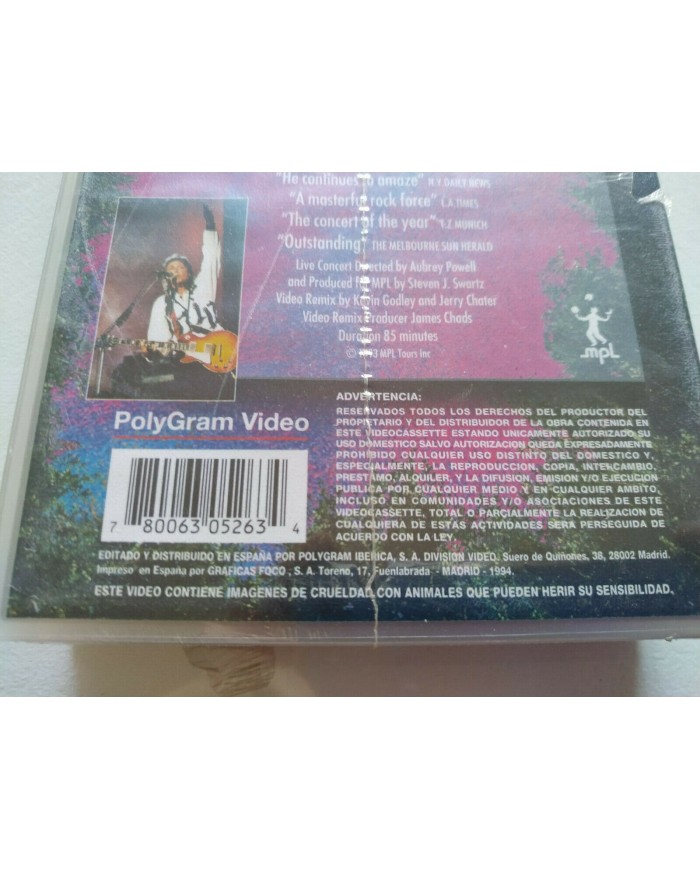 "He continues to amaze" N.Y. DAILY NEWS
"A masterful rock force" L.A. TIMES
"The concert of the year" T.Z. MUNICH
"Outstanding" THE MELBOURNE SUN HERALD
Live Concert Directed by Aubrey Powell
and Produced for MPL by Steven J. Swartz
Video Remix by Kevin Godley and Jerry Chater
Video Remix Producer James Chads
Duration 85 minutes
© 1993 MPL Tours Inc
mpl
PolyGram Video
7 80063 05263 4
ADVERTENCIA:
RESERVADOS TODOS LOS DERECHOS DEL PRODUCTOR DEL
PROPIETARIO Y DEL DISTRIBUIDOR DE LA OBRA CONTENIDA EN
ESTE VIDEOCASSETTE ESTANDO UNICAMENTE AUTORIZADO SU
USO DOMESTICO SALVO AUTORIZACION QUEDA EXPRESADAMENTE
PROHIBIDO CUALQUIER USO DISTINTO DEL DOMESTICO Y,
ESPECIALMENTE, LA REPRODUCCION, COPIA, INTERCAMBIO,
PRESTAMO, ALQUILER, Y LA DIFUSION, EMISION Y/O EJECUCION
PUBLICA POR CUALQUIER MEDIO Y EN CUALQUIER AMBITO,
INCLUSO EN COMUNIDADES Y/O ASOCIACIONES DE ESTE
VIDEOCASSETTE, TOTAL O PARCIALMENTE LA REALIZACION DE
CUALQUIERA DE ESTAS ACTIVIDADES SERA PERSEGUIDA DE
ACUERDO CON LA LEY.
EDITADO Y DISTRIBUIDO EN ESPAÑA POR POLYGRAM IBERICA, S. A. DIVISION VIDEO. Suero de Quiñones, 38, 28002 Madrid.
Impreso en España por GRAFICAS FOCO, S. A. Toreno, 17, Fuenlabrada - MADRID - 1994.
ESTE VIDEO CONTIENE IMAGENES DE CRUELDAD CON ANIMALES QUE PUEDEN HERIR SU SENSIBILIDAD.